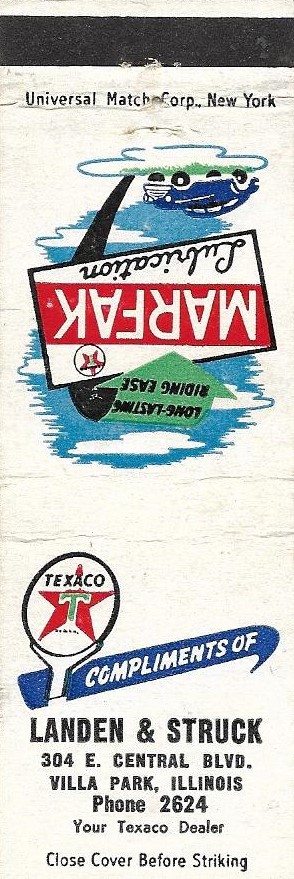 Universal Match Corp., New York
Lubrication
MARFAK
T
LONG-LASTING
RIDING EASE
TEXACO
T
COMPLIMENTS OF
LANDEN & STRUCK
304 E. CENTRAL BLVD.
VILLA PARK, ILLINOIS
Phone 2624
Your Texaco Dealer
Close Cover Before Striking